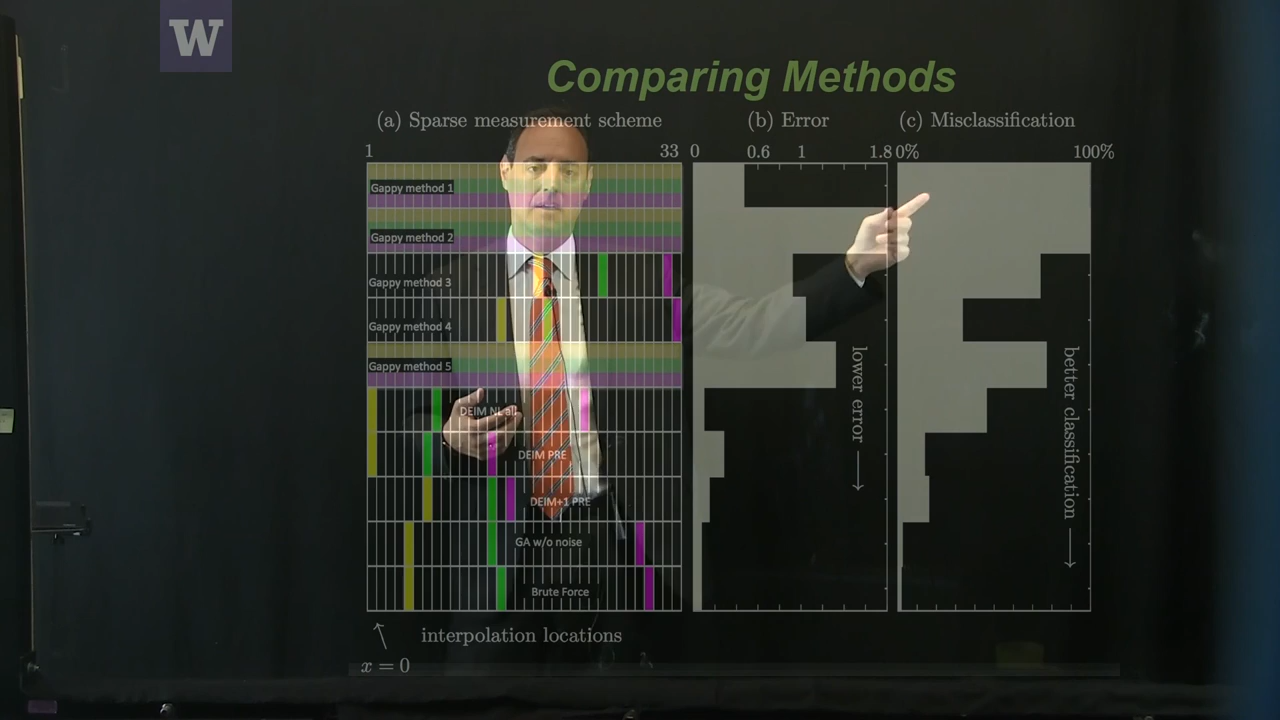 W
Comparing Methods
(a) Sparse measurement scheme
(b) Error
(c) Misclassification
1 33
0 0.6 1 1.8
0% 100%
Gappy method 1
Gappy method 2
Gappy method 3
Gappy method 4
Gappy method 5
DEIM NL all
DEIM PRE
DEIM+1 PRE
GA w/o noise
Brute Force
lower error
better classification
interpolation locations
x = 0